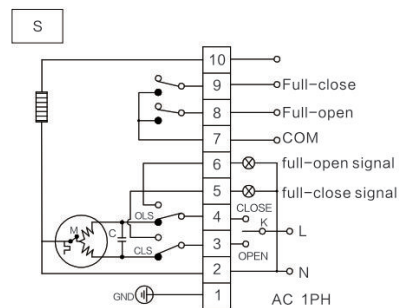 S
10
9 Full-close
8 Full-open
7 COM
6 full-open signal
5 full-close signal
OLS 4 CLOSE
K L
M C
CLS 3 OPEN
2 N
GND 1 AC 1PH